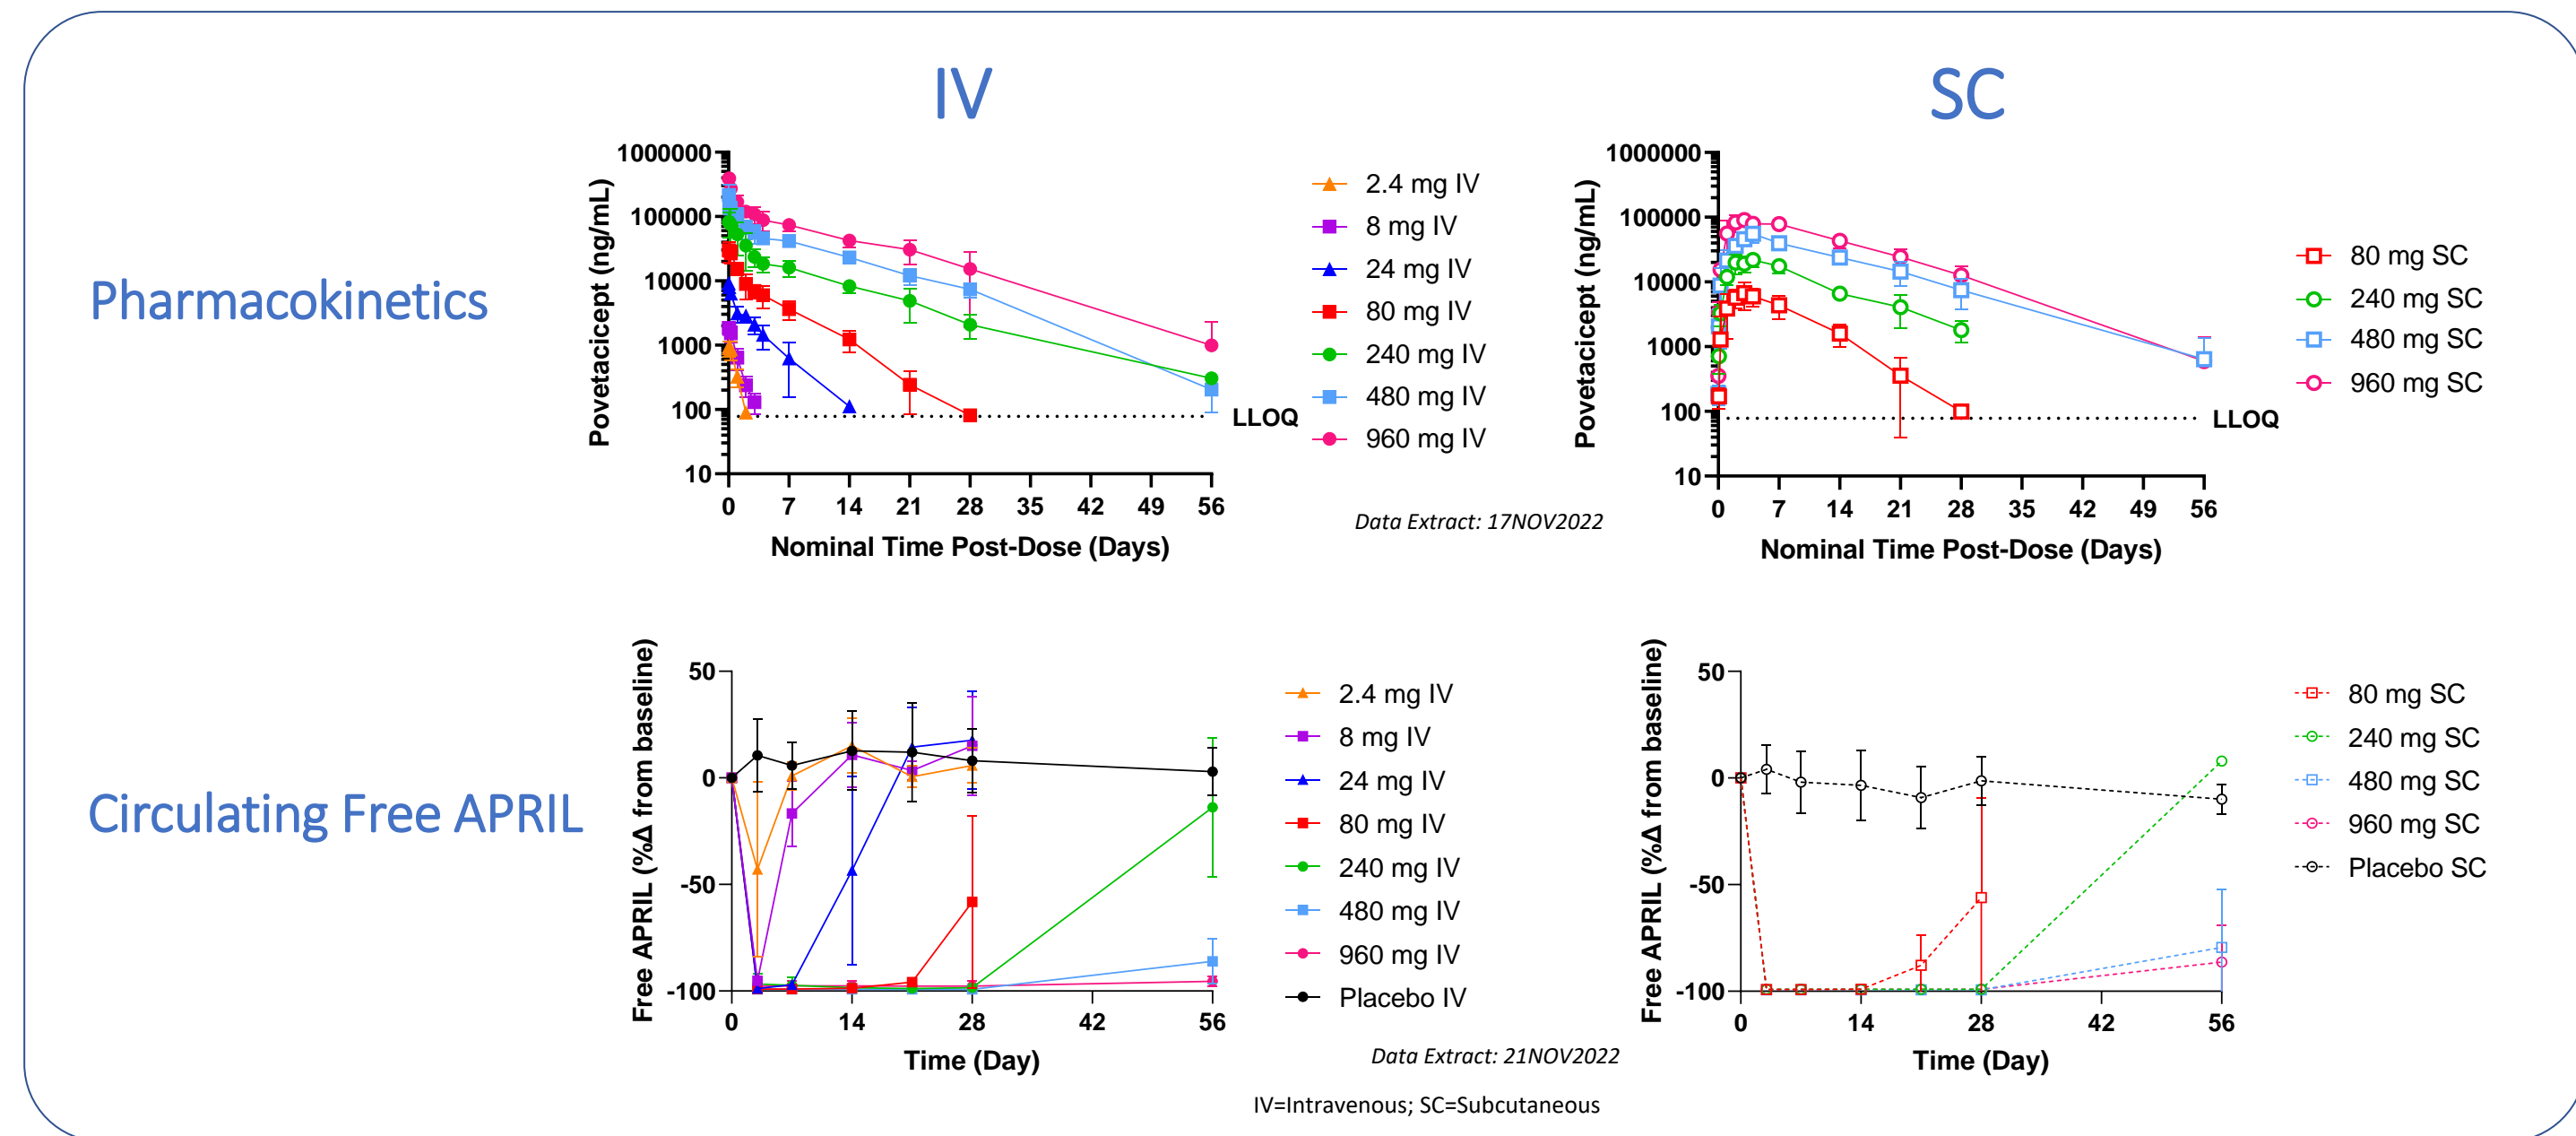 IV
SC
Pharmacokinetics
Povetacicept (ng/mL)
1000000
100000
10000
1000
100
10
0 7 14 21 28 35 42 49 56
Nominal Time Post-Dose (Days)
LLOQ
2.4 mg IV
8 mg IV
24 mg IV
80 mg IV
240 mg IV
480 mg IV
960 mg IV
Data Extract: 17NOV2022
Povetacicept (ng/mL)
1000000
100000
10000
1000
100
10
0 7 14 21 28 35 42 49 56
Nominal Time Post-Dose (Days)
LLOQ
80 mg SC
240 mg SC
480 mg SC
960 mg SC
Circulating Free APRIL
Free APRIL (%Δ from baseline)
50
0
-50
-100
0 14 28 42 56
Time (Day)
2.4 mg IV
8 mg IV
24 mg IV
80 mg IV
240 mg IV
480 mg IV
960 mg IV
Placebo IV
Data Extract: 21NOV2022
Free APRIL (%Δ from baseline)
50
0
-50
-100
0 14 28 42 56
Time (Day)
80 mg SC
240 mg SC
480 mg SC
960 mg SC
Placebo SC
IV=Intravenous; SC=Subcutaneous